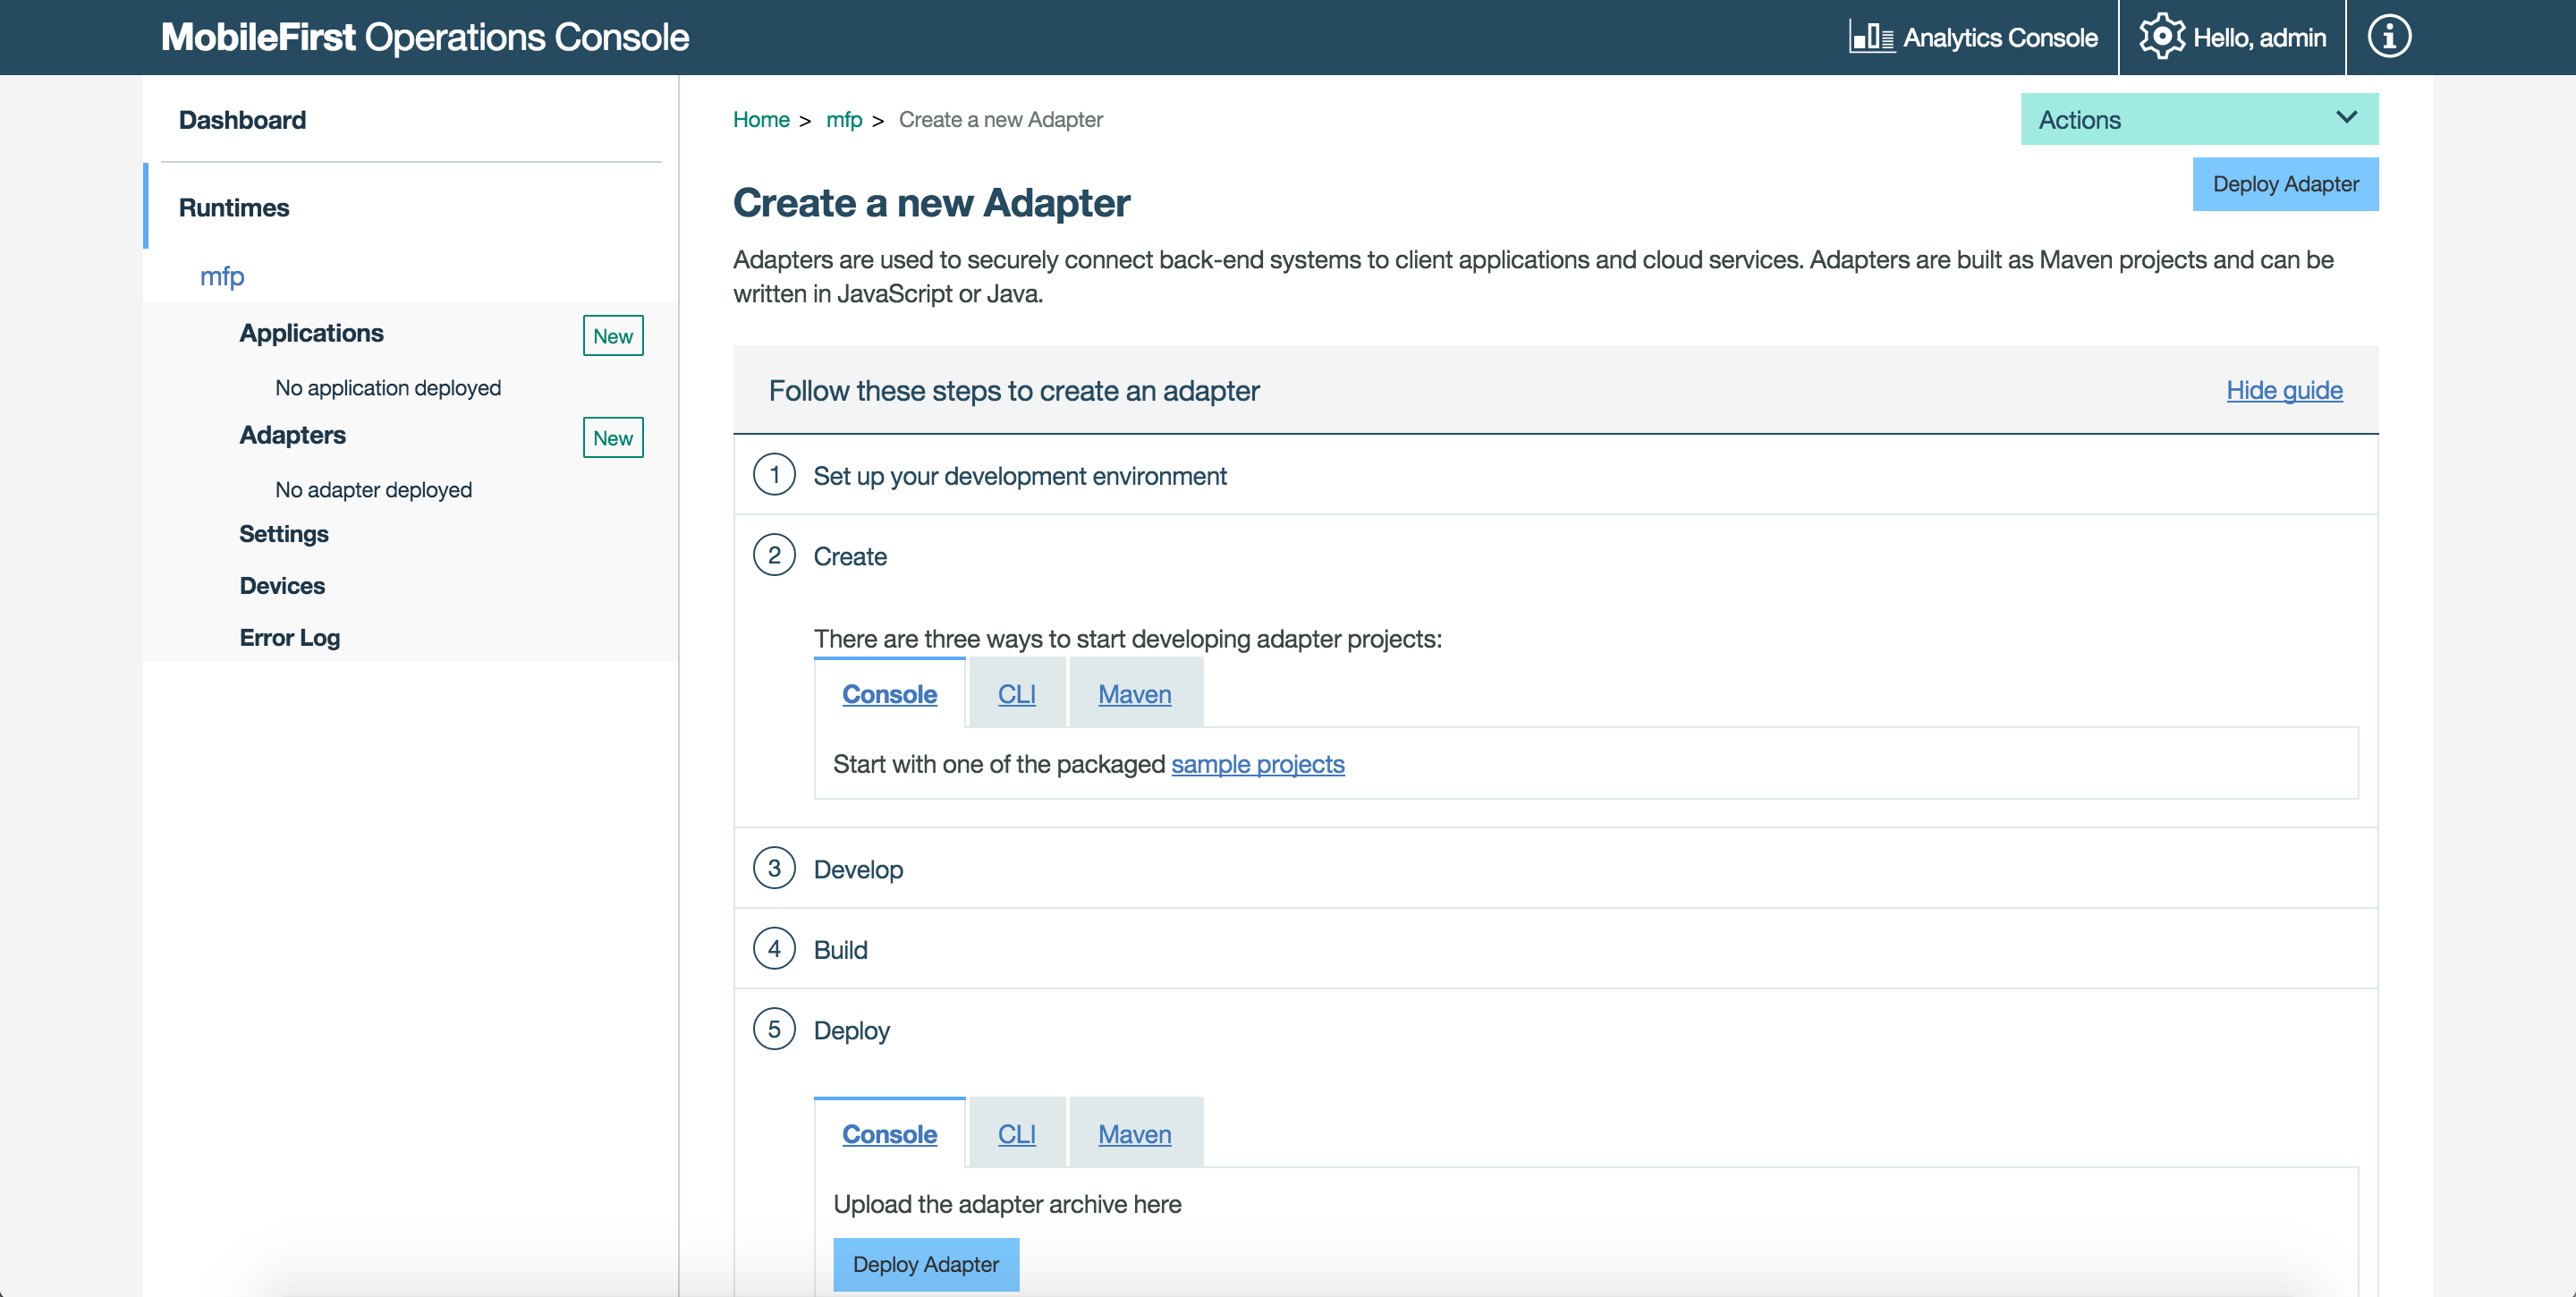 MobileFirst Operations Console
Analytics Console
Hello, admin
Dashboard
Runtimes
mfp
Applications
New
No application deployed
Adapters
New
No adapter deployed
Settings
Devices
Error Log
Home > mfp > Create a new Adapter
Actions
Deploy Adapter
Create a new Adapter
Adapters are used to securely connect back-end systems to client applications and cloud services. Adapters are built as Maven projects and can be
written in JavaScript or Java.
Follow these steps to create an adapter
Hide guide
1 Set up your development environment
2 Create
There are three ways to start developing adapter projects:
Console CLI Maven
Start with one of the packaged sample projects
3 Develop
4 Build
5 Deploy
Console CLI Maven
Upload the adapter archive here
Deploy Adapter